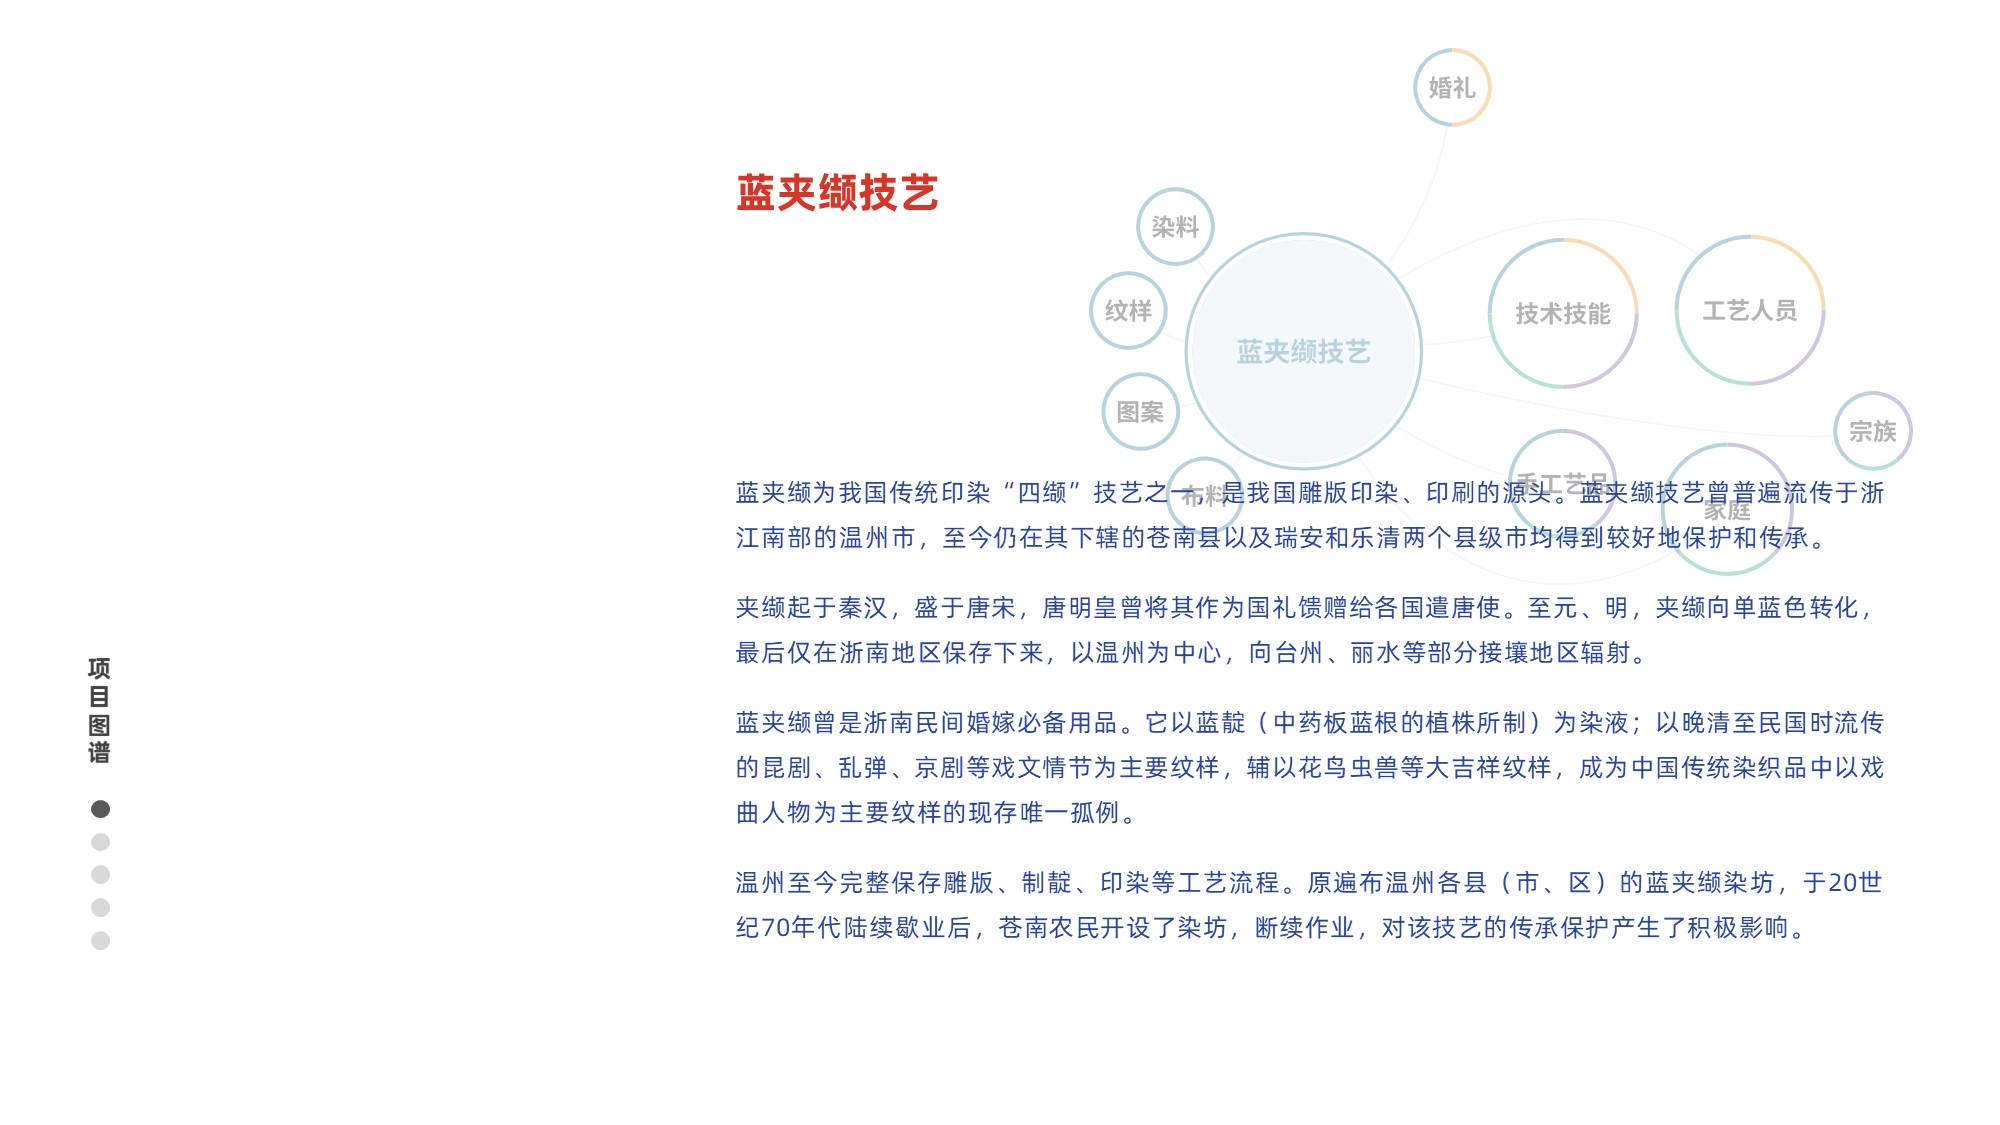 婚礼
蓝夹缬技艺
染料
纹样
技术技能
工艺人员
蓝夹缬技艺
图案
宗族
布料
手工艺品
家庭
蓝夹缬为我国传统印染“四缬”技艺之一，是我国雕版印染、印刷的源头。蓝夹缬技艺曾普遍流传于浙
江南部的温州市，至今仍在其下辖的苍南县以及瑞安和乐清两个县级市均得到较好地保护和传承。
夹缬起于秦汉，盛于唐宋，唐明皇曾将其作为国礼馈赠给各国遣唐使。至元、明，夹缬向单蓝色转化，
最后仅在浙南地区保存下来，以温州为中心，向台州、丽水等部分接壤地区辐射。
蓝夹缬曾是浙南民间婚嫁必备用品。它以蓝靛（中药板蓝根的植株所制）为染液；以晚清至民国时流传
的昆剧、乱弹、京剧等戏文情节为主要纹样，辅以花鸟虫兽等大吉祥纹样，成为中国传统染织品中以戏
曲人物为主要纹样的现存唯一孤例。
温州至今完整保存雕版、制靛、印染等工艺流程。原遍布温州各县（市、区）的蓝夹缬染坊，于20世
纪70年代陆续歇业后，苍南农民开设了染坊，断续作业，对该技艺的传承保护产生了积极影响。
项目图谱